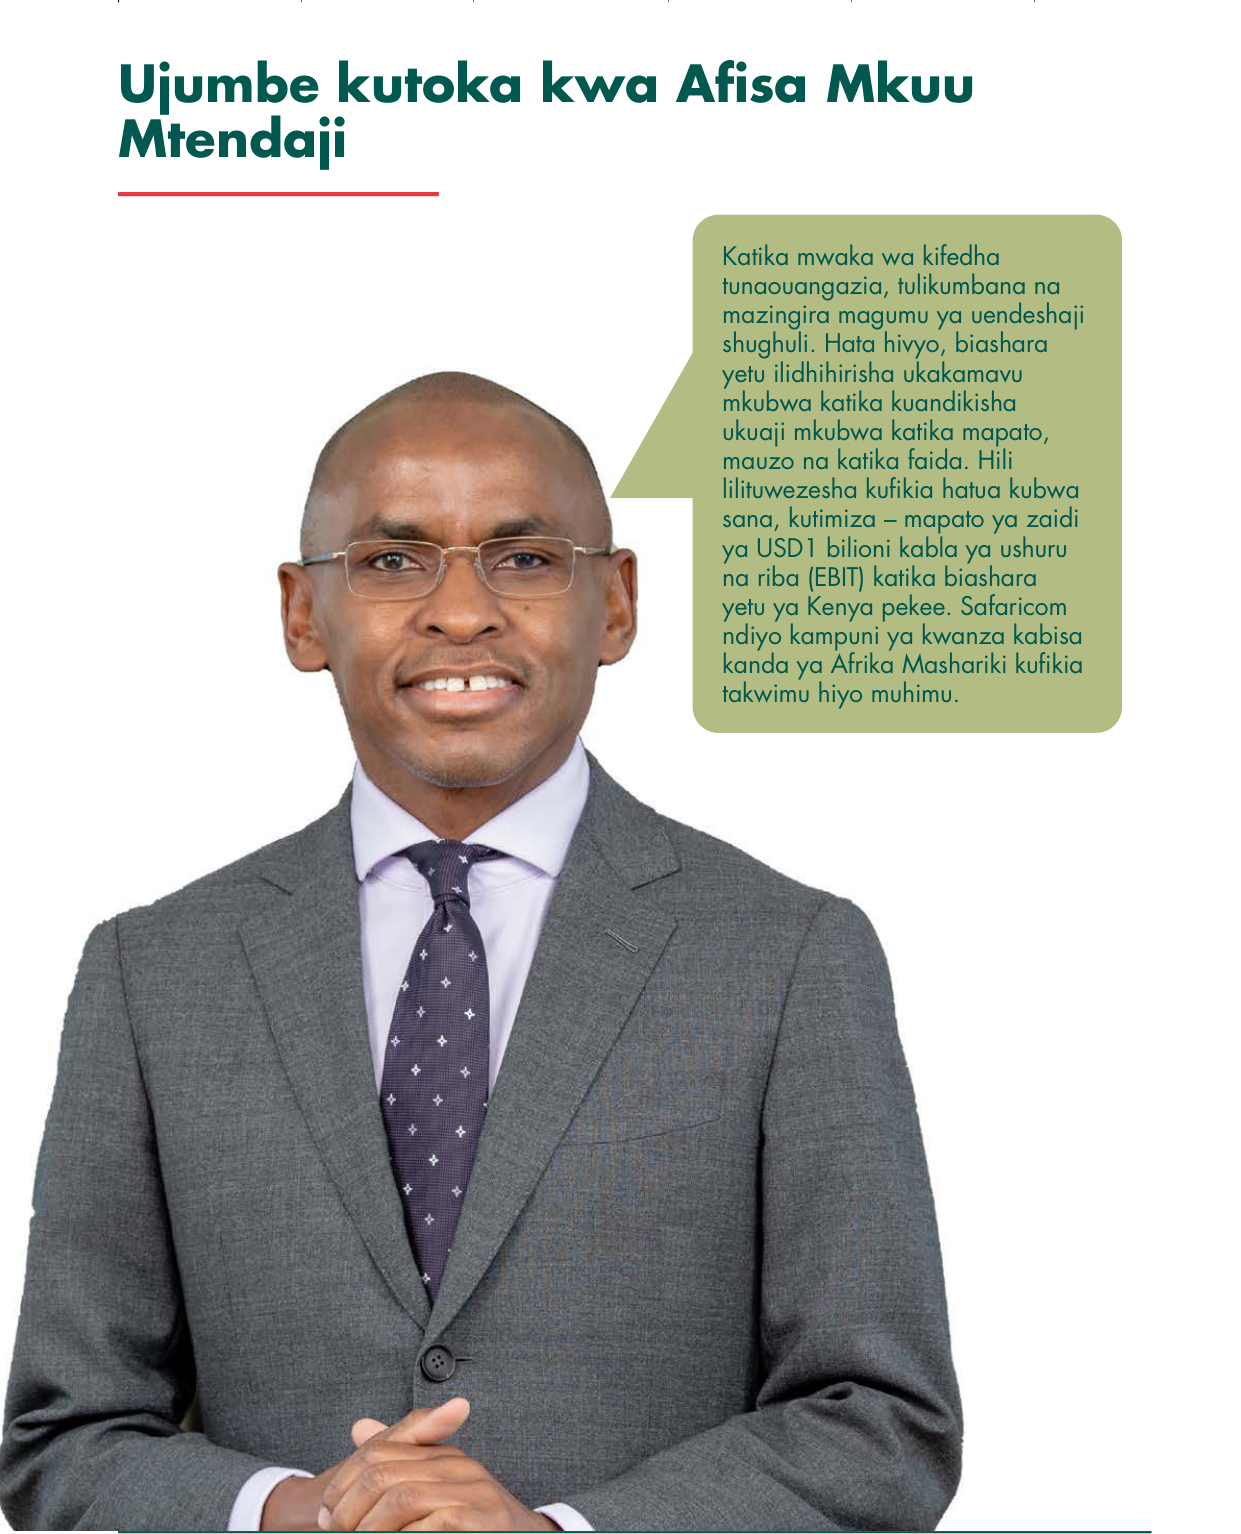 Ujumbe kutoka kwa Afisa Mkuu
Mtendaji
Katika mwaka wa kifedha
tunaouangazia, tulikumbana na
mazingira magumu ya uendeshaji
shughuli. Hata hivyo, biashara
yetu ilidhihirisha ukakamavu
mkubwa katika kuandikisha
ukuaji mkubwa katika mapato,
mauzo na katika faida. Hili
lilituwezesha kufikia hatua kubwa
sana, kutimiza – mapato ya zaidi
ya USD1 bilioni kabla ya ushuru
na riba (EBIT) katika biashara
yetu ya Kenya pekee. Safaricom
ndiyo kampuni ya kwanza kabisa
kanda ya Afrika Mashariki kufikia
takwimu hiyo muhimu.